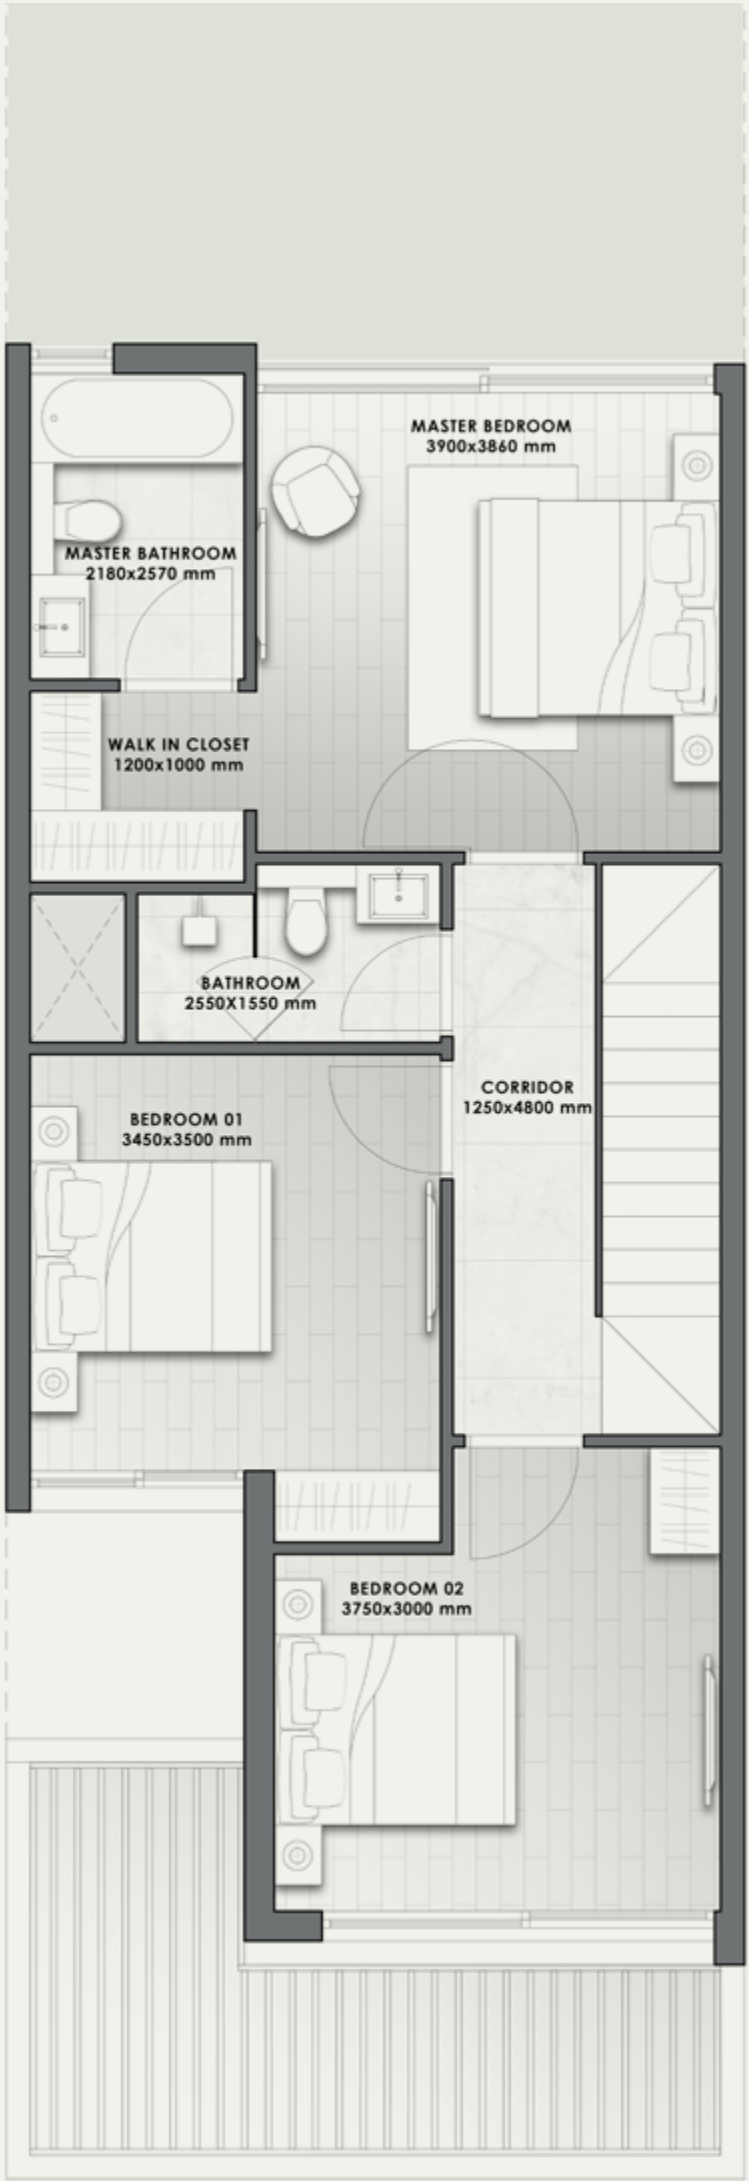 MASTER BEDROOM
3900x3860 mm
MASTER BATHROOM
2180x2570 mm
WALK IN CLOSET
1200x1000 mm
BATHROOM
2550X1550 mm
CORRIDOR
1250x4800 mm
BEDROOM 01
3450x3500 mm
BEDROOM 02
3750x3000 mm